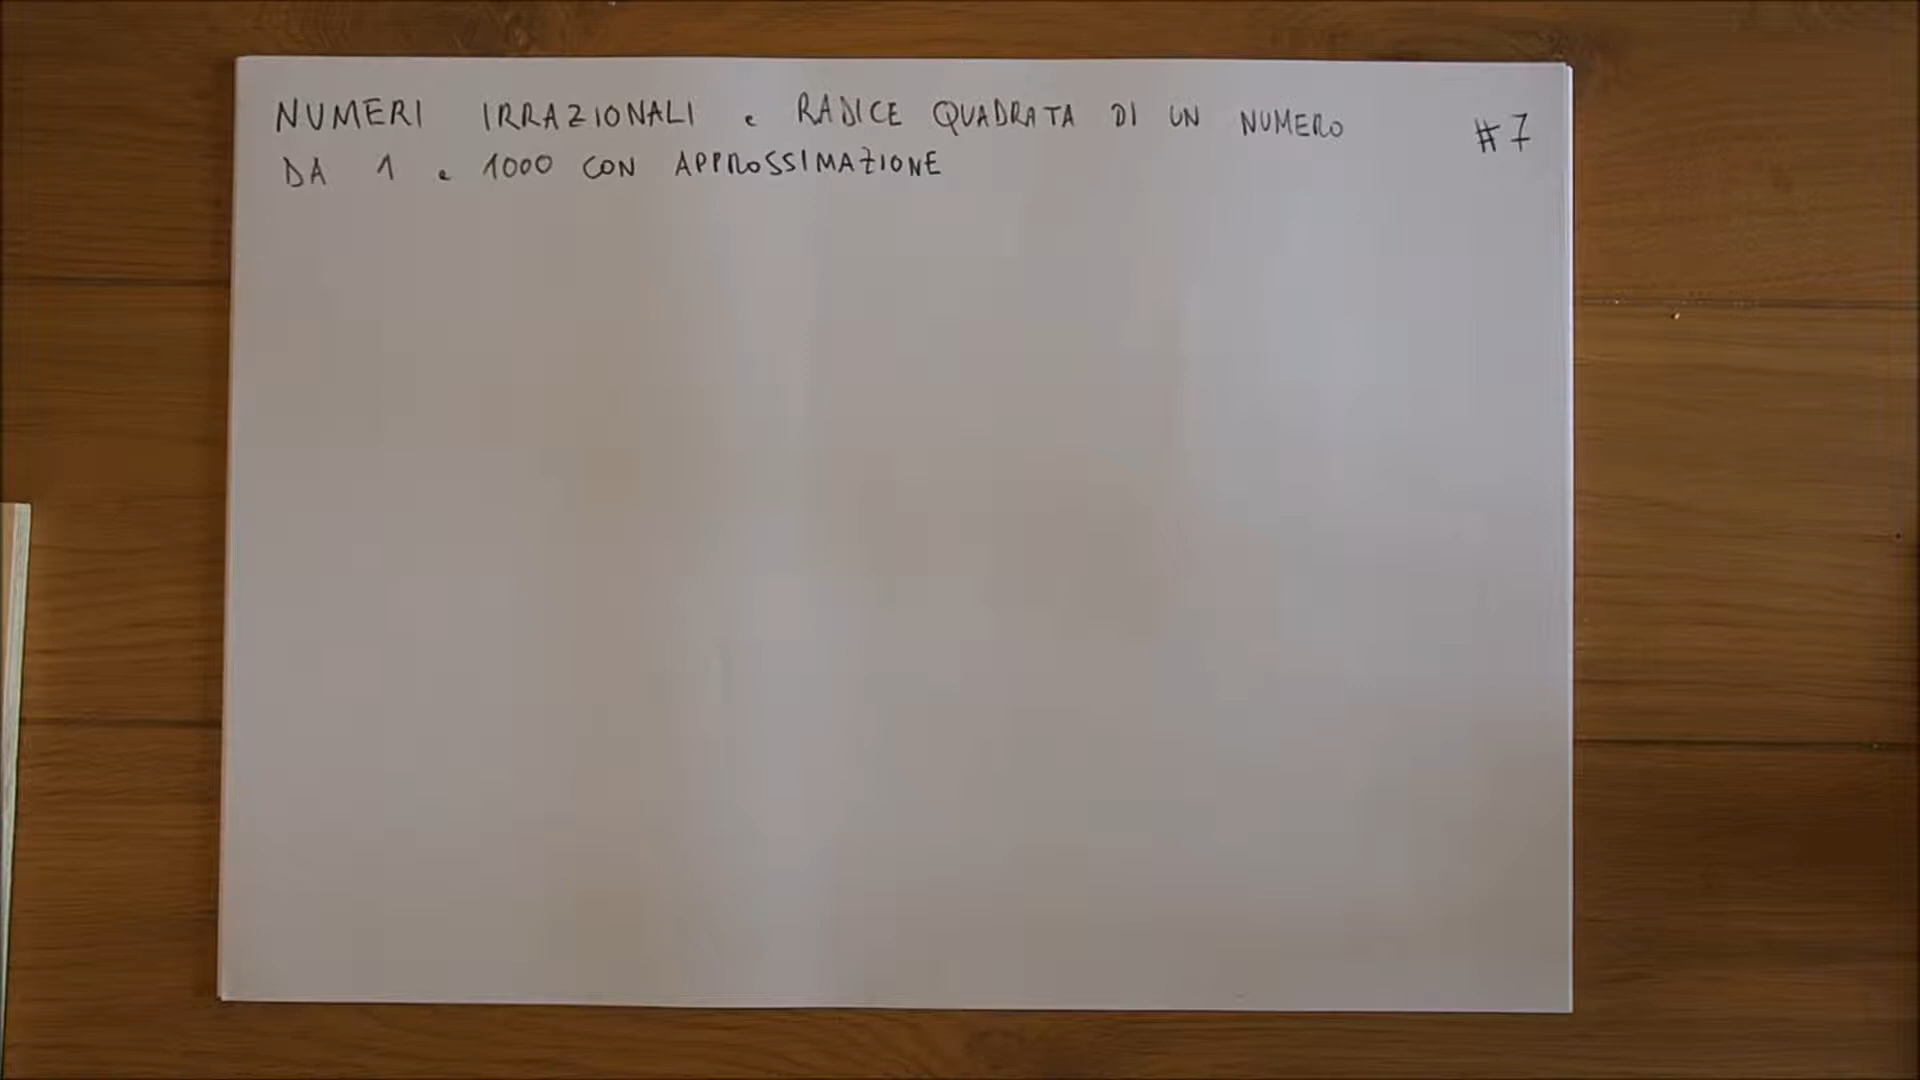 NUMERI IRRAZIONALI e RADICE QUADRATA DI UN NUMERO #7
DA 1 e 1000 CON APPROSSIMAZIONE